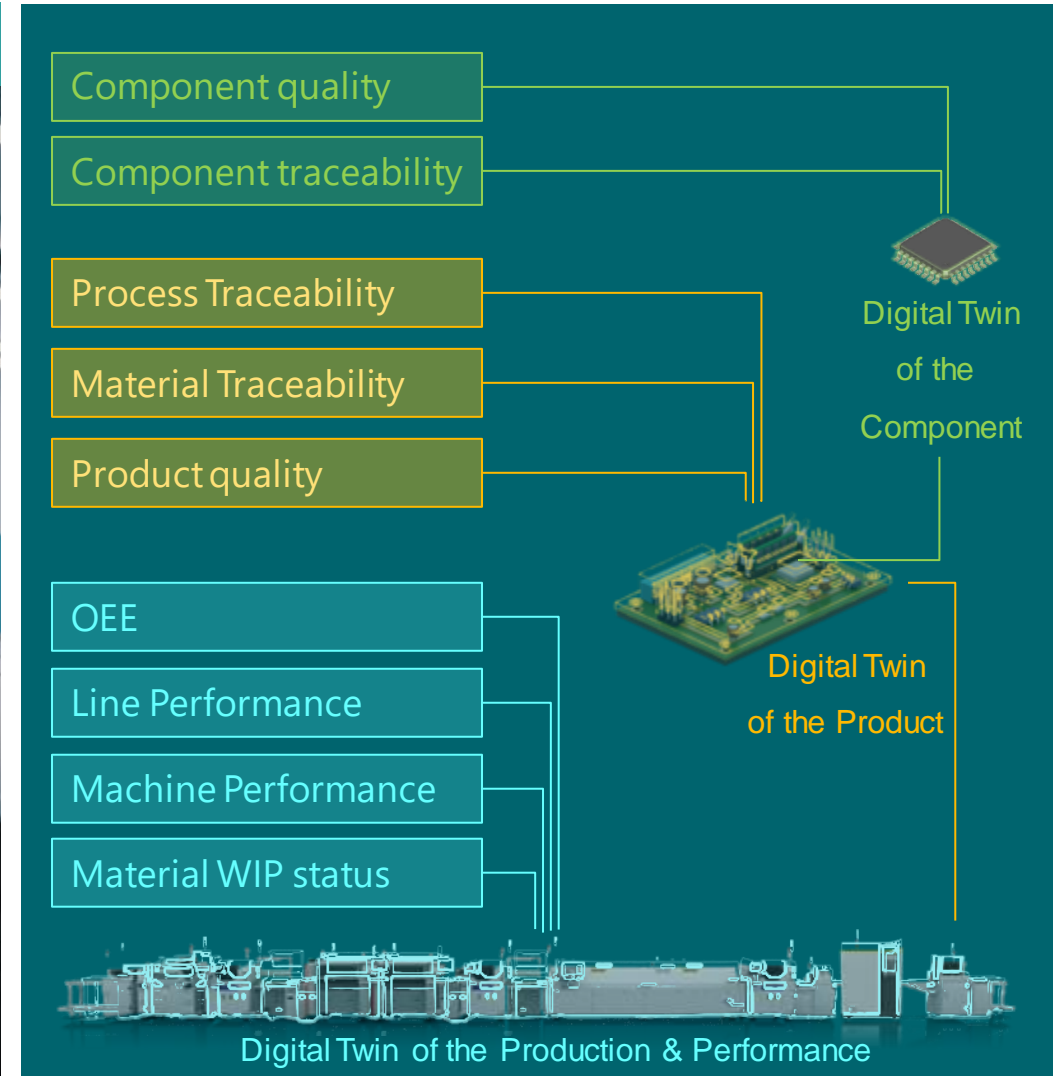 Component quality
Component traceability
Digital Twin
of the
Component
Process Traceability
Material Traceability
Product quality
Digital Twin
of the Product
OEE
Line Performance
Machine Performance
Material WIP status
Digital Twin of the Production & Performance